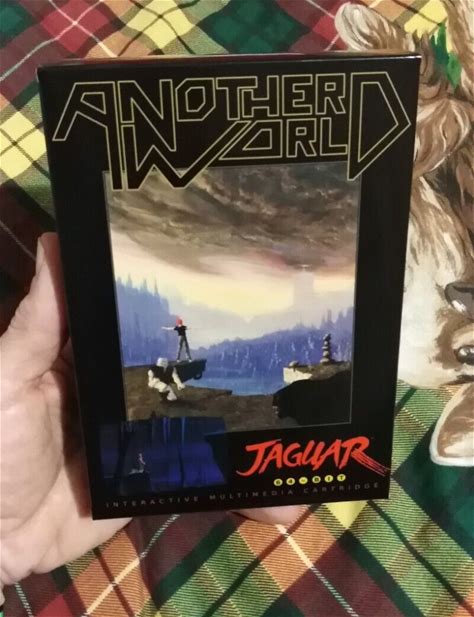 ANOTHER
WORLD
JAGUAR
64-BIT
INTERACTIVE MULTIMEDIA CARTRIDGE